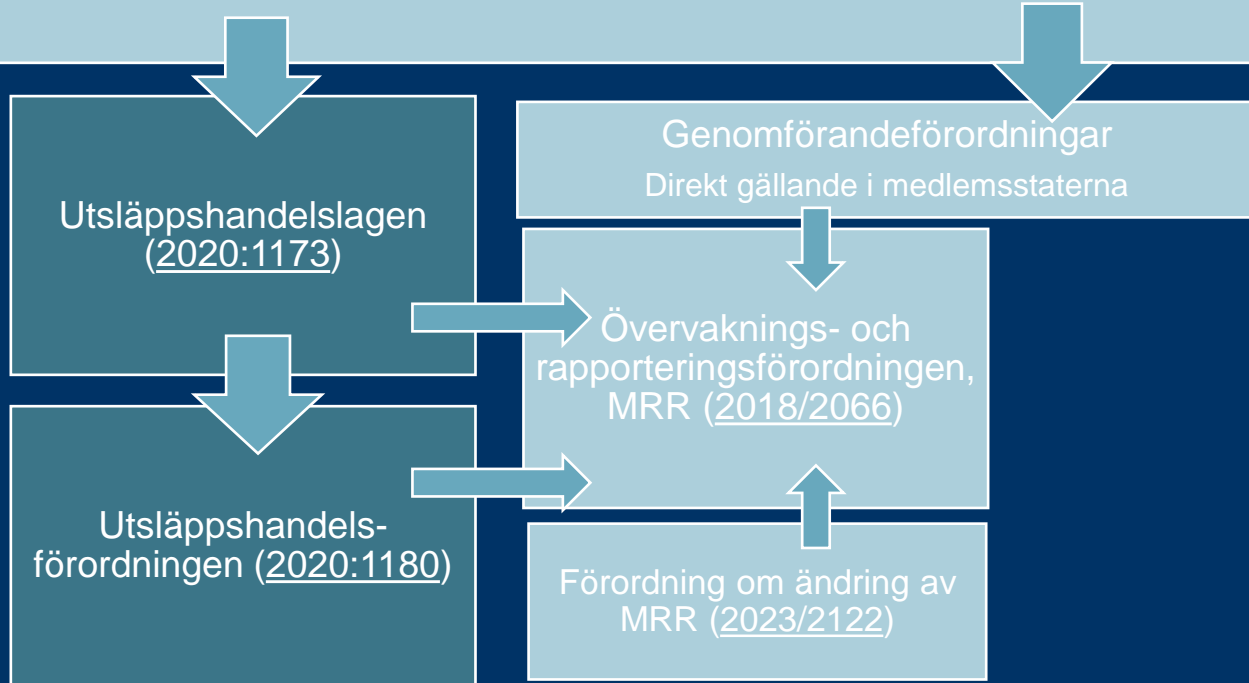 Utsläppshandelslagen
(2020:1173)
Utsläppshandels-
förordningen (2020:1180)
Genomförandeförordningar
Direkt gällande i medlemsstaterna
Övervaknings- och
rapporteringsförordningen,
MRR (2018/2066)
Förordning om ändring av
MRR (2023/2122)